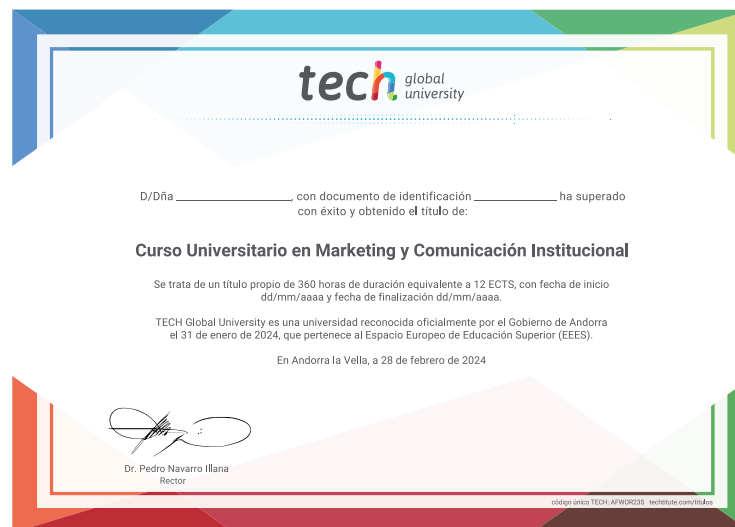 tech global university
D/Dña ______________, con documento de identificación ______________ ha superado
con éxito y obtenido el título de:
Curso Universitario en Marketing y Comunicación Institucional
Se trata de un título propio de 360 horas de duración equivalente a 12 ECTS, con fecha de inicio
dd/mm/aaaa y fecha de finalización dd/mm/aaaa.
TECH Global University es una universidad reconocida oficialmente por el Gobierno de Andorra
el 31 de enero de 2024, que pertenece al Espacio Europeo de Educación Superior (EEES).
En Andorra la Vella, a 28 de febrero de 2024
Dr. Pedro Navarro Illana
Rector
código único TECH: AFWOR23S techtitute.com/titulos